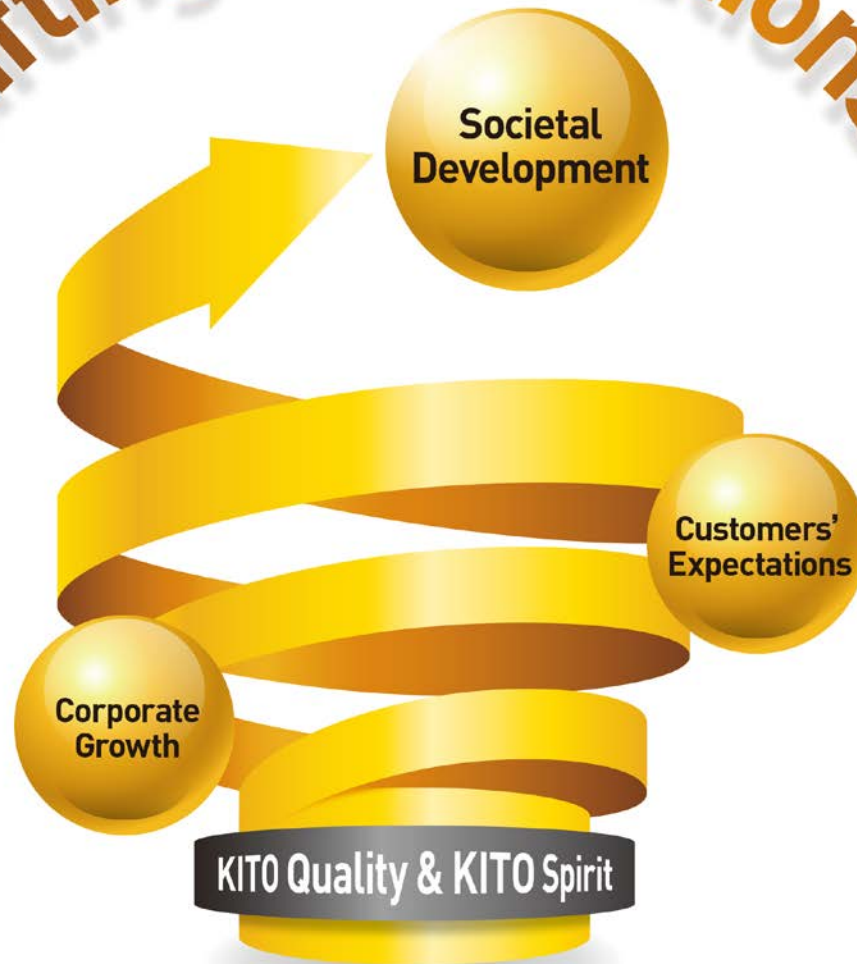 Societal
Development
Customers’
Expectations
Corporate
Growth
KITO Quality & KITO Spirit